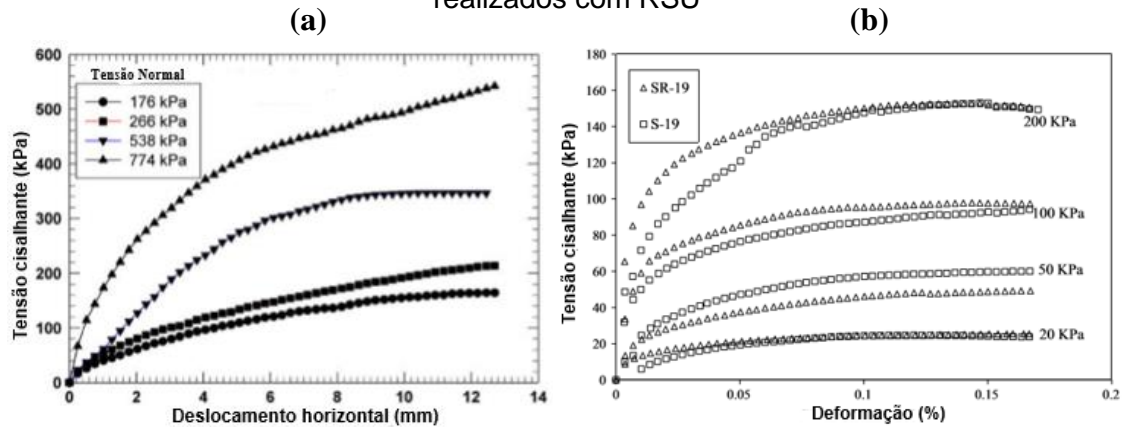 realizados com RSU
(a)
(b)
600
500
400
300
200
100
0
Tensão cisalhante (kPa)
Tensão Normal
176 kPa
266 kPa
538 kPa
774 kPa
0 2 4 6 8 10 12 14
Deslocamento horizontal (mm)
180
160
140
120
100
80
60
40
20
0
Tensão cisalhante (kPa)
SR-19
S-19
200 KPa
100 KPa
50 KPa
20 KPa
0 0.05 0.1 0.15 0.2
Deformação (%)